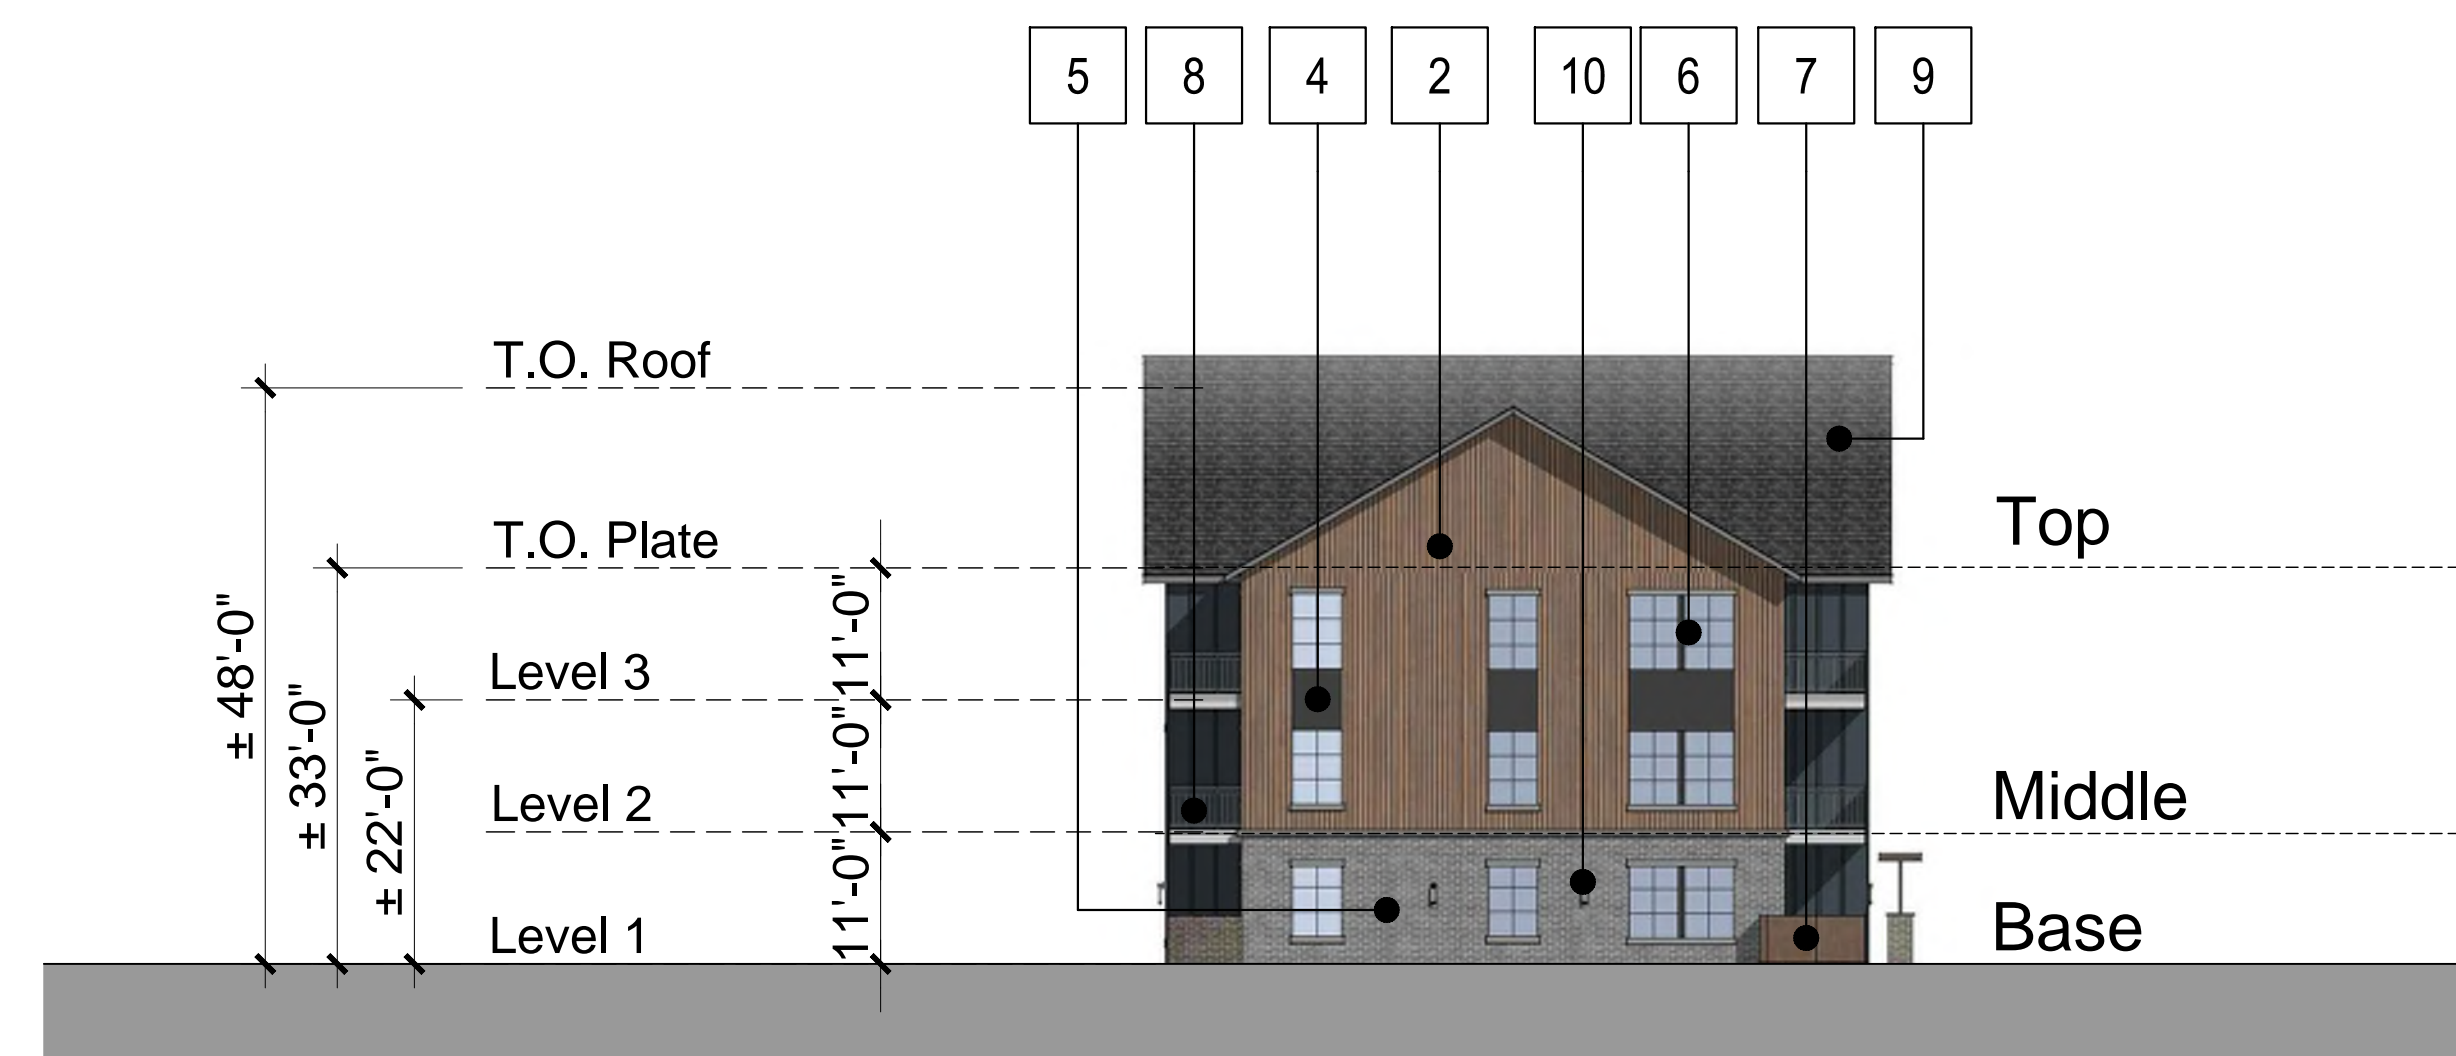 5 8 4 2 10 6 7 9
T.O. Roof
T.O. Plate
Top
Level 3
Level 2
Middle
Level 1
Base
± 48'-0"
± 33'-0"
± 22'-0"
11'-0"
11'-0"
11'-0"